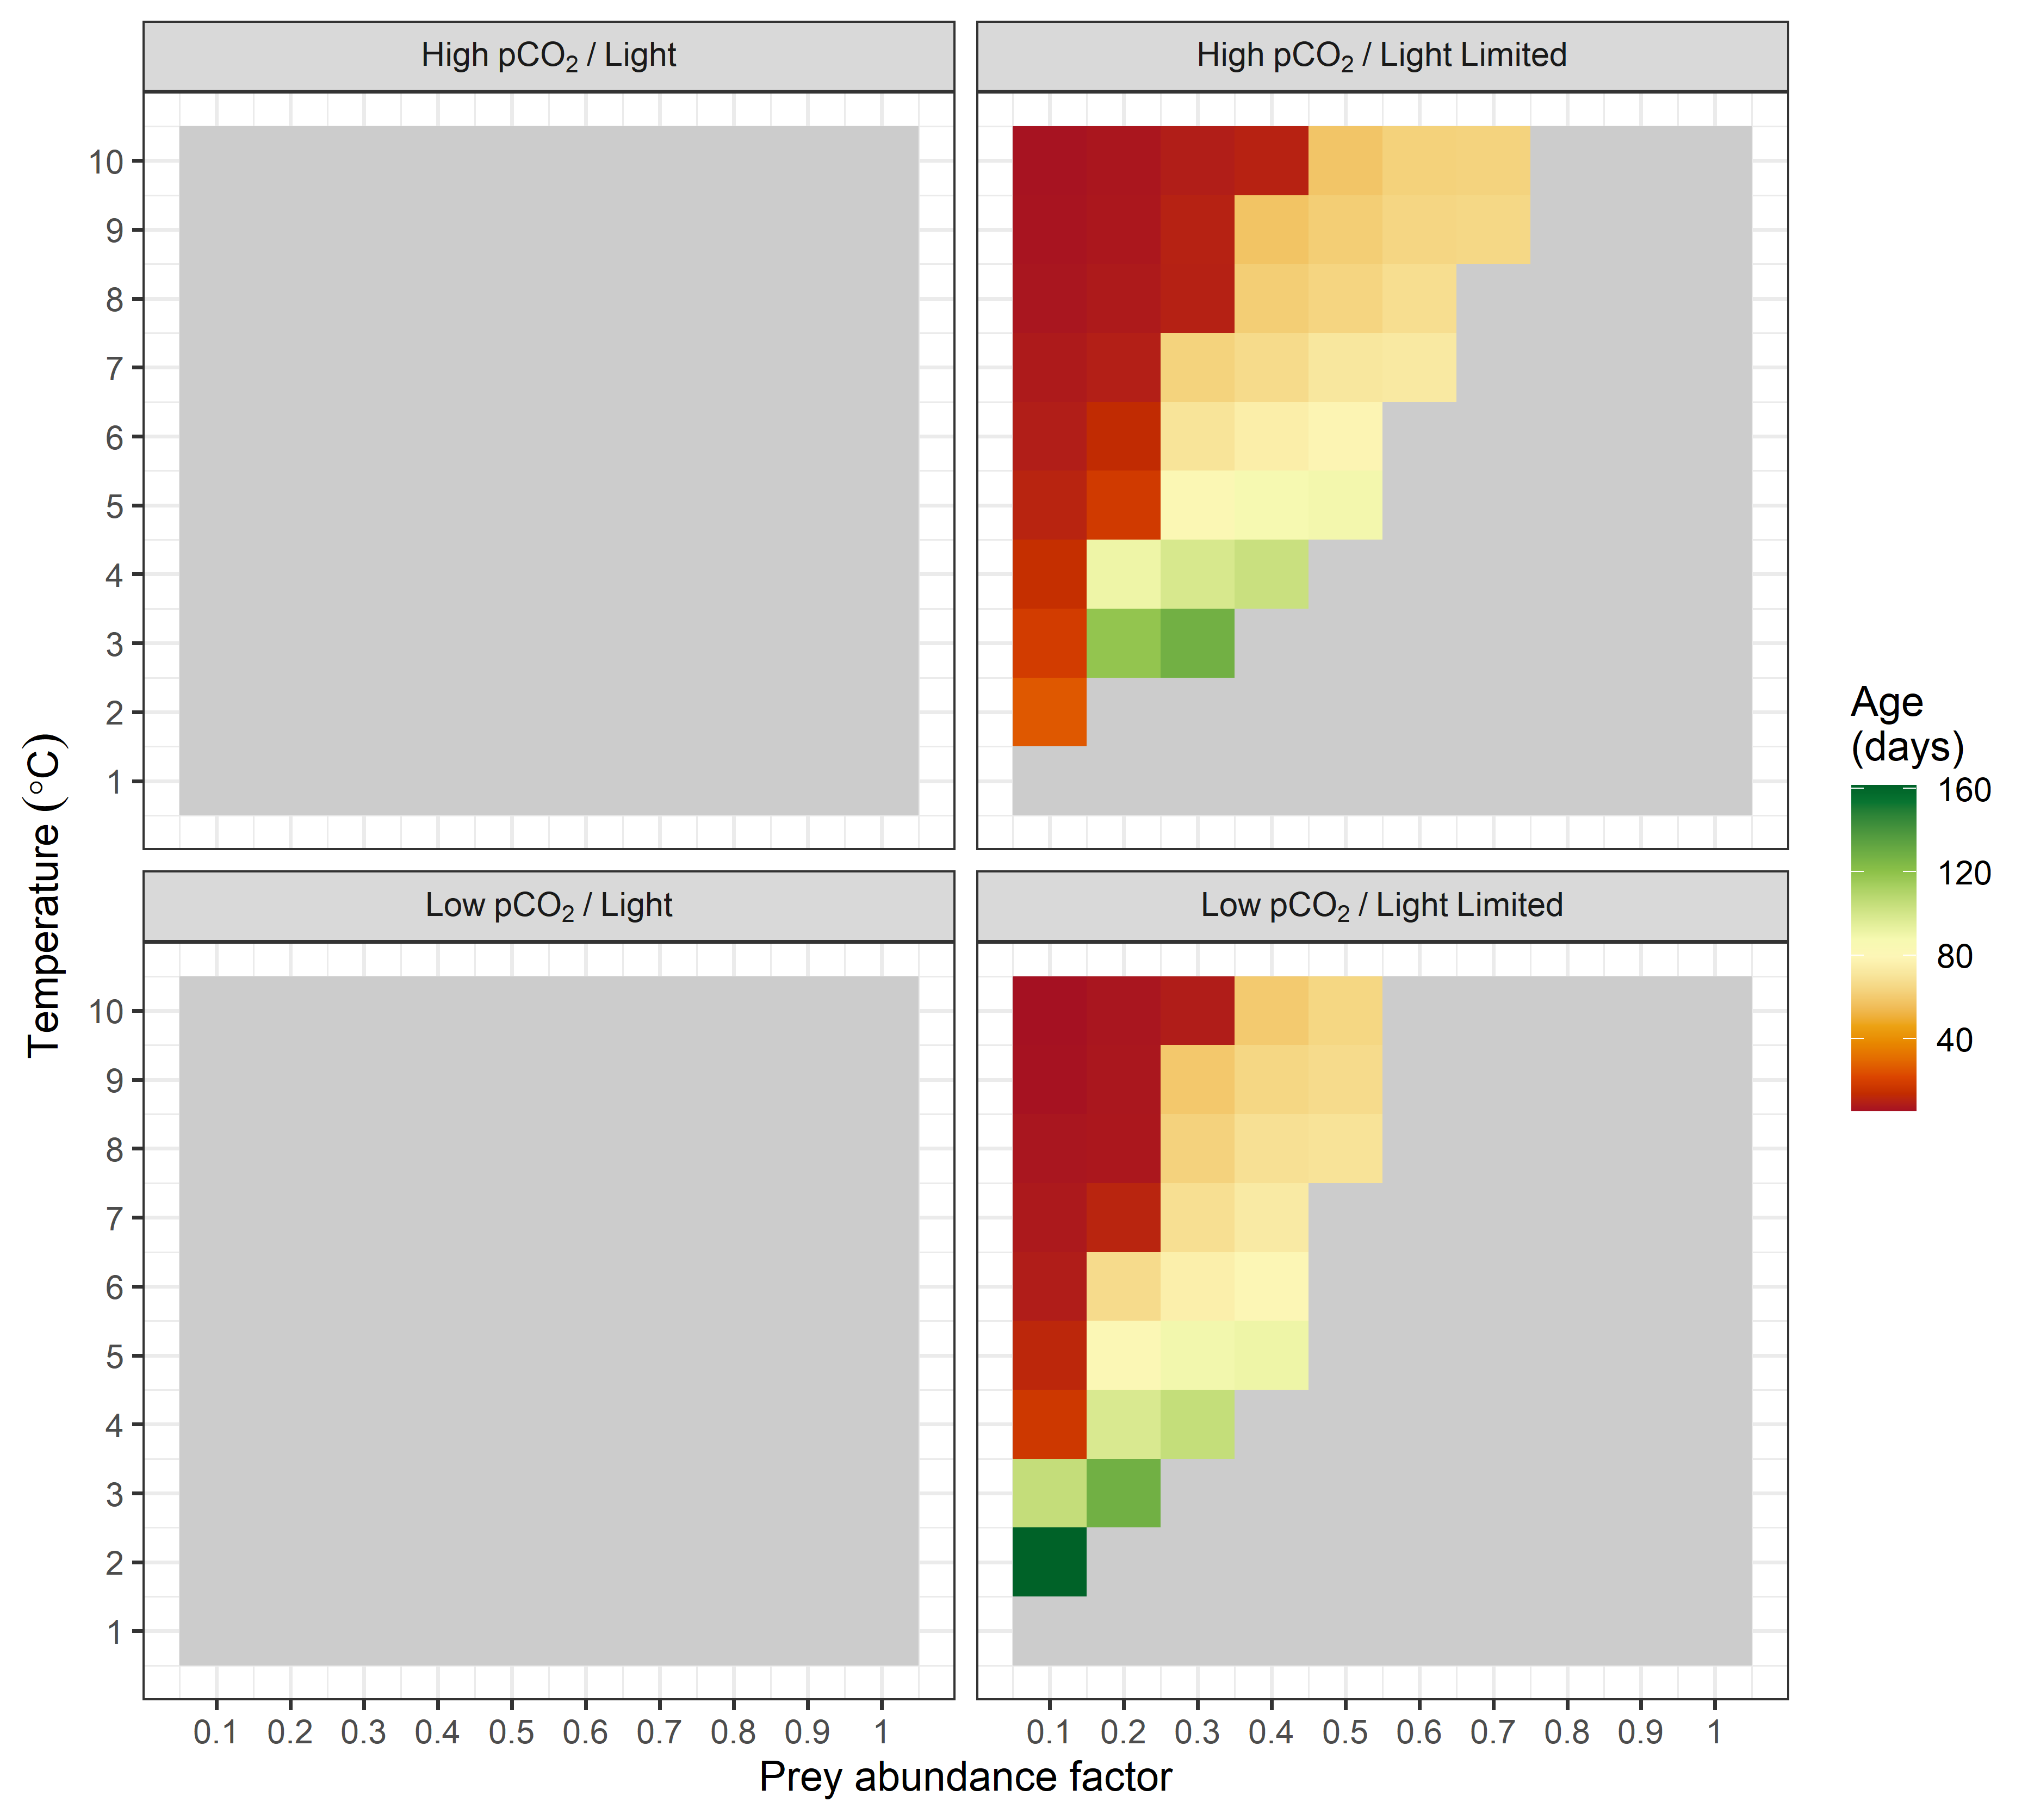 High pCO₂ / Light
High pCO₂ / Light Limited
10
9
8
7
6
5
4
3
2
1
Temperature (°C)
Age
(days)
160
120
80
40
Low pCO₂ / Light
Low pCO₂ / Light Limited
10
9
8
7
6
5
4
3
2
1
0.1 0.2 0.3 0.4 0.5 0.6 0.7 0.8 0.9 1
0.1 0.2 0.3 0.4 0.5 0.6 0.7 0.8 0.9 1
Prey abundance factor